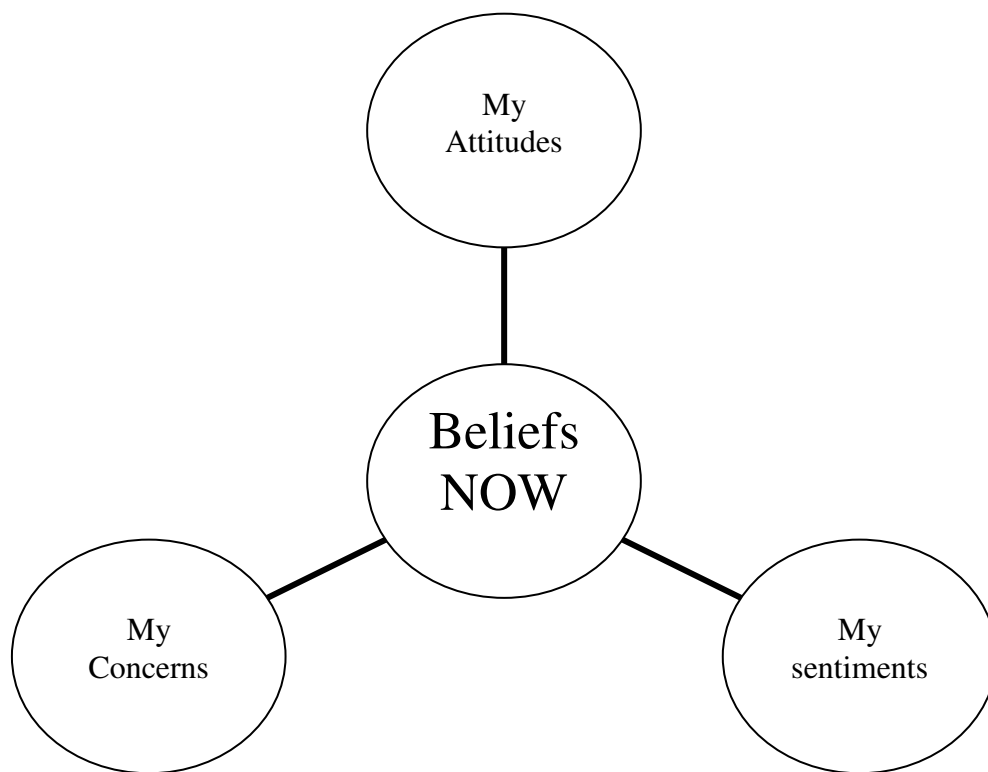 My
Attitudes
Beliefs
NOW
My
Concerns
My
sentiments